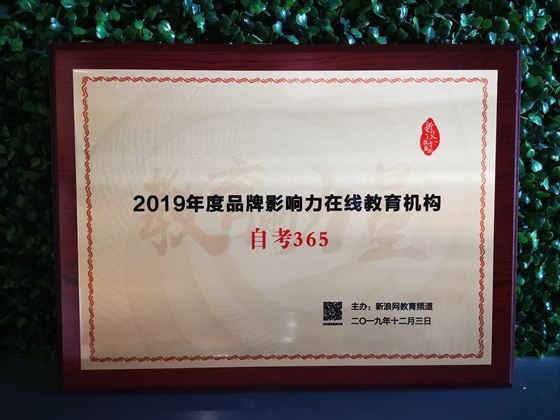 2019年度品牌影响力在线教育机构
自考365
主办：新浪网教育频道
二〇一九年十二月三日